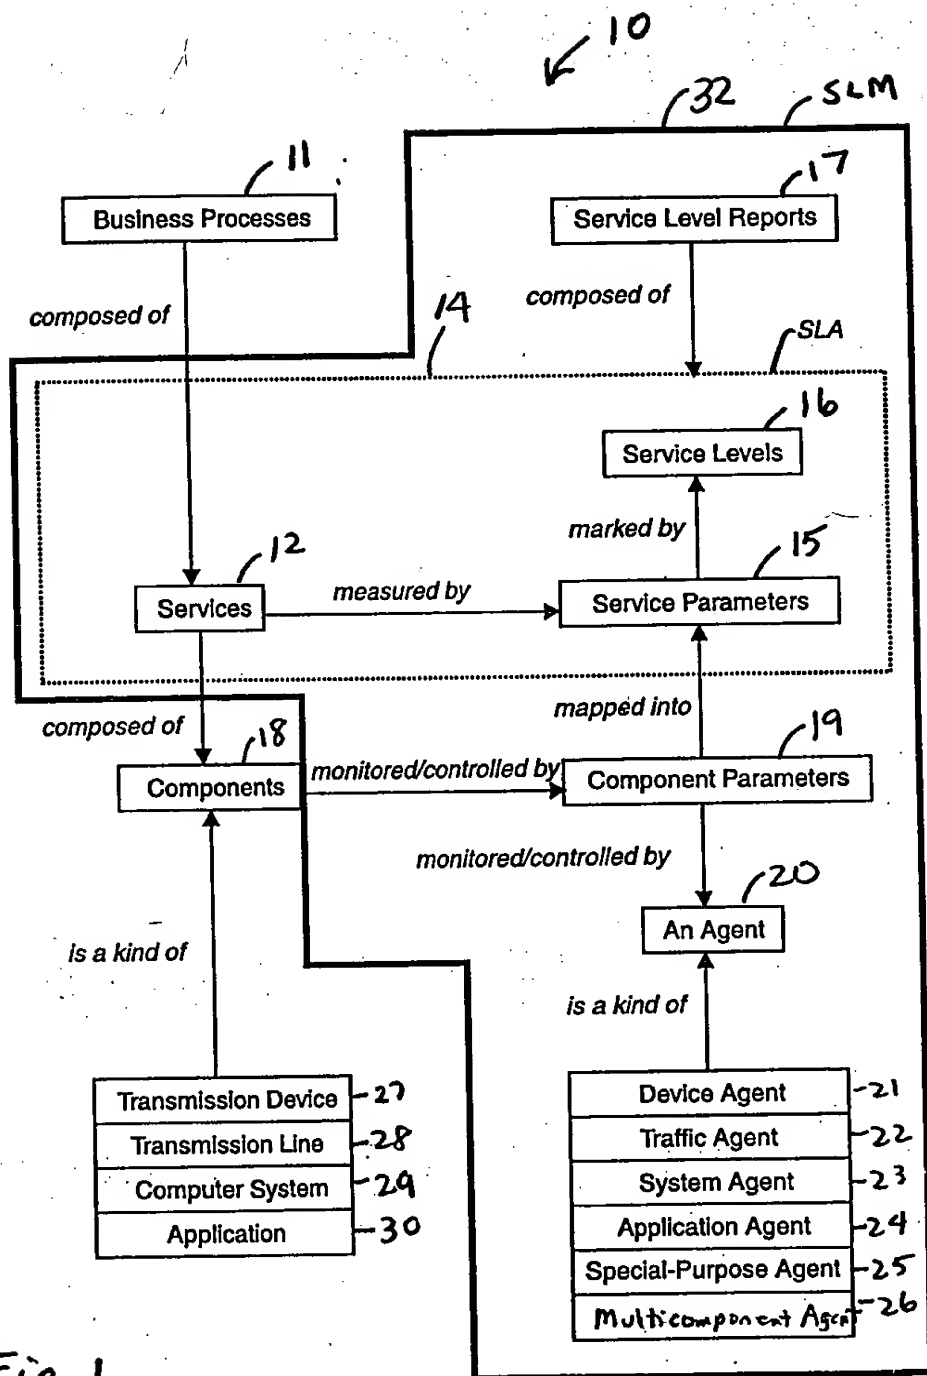 10
32
SLM
11
17
Business Processes
Service Level Reports
composed of
composed of
14
SLA
16
Service Levels
marked by
12
15
measured by
Services
Service Parameters
composed of
mapped into
18
19
monitored/controlled by
Components
Component Parameters
monitored/controlled by
20
An Agent
is a kind of
is a kind of
Transmission Device 27
Transmission Line 28
Computer System 29
Application 30
Device Agent 21
Traffic Agent 22
System Agent 23
Application Agent 24
Special-Purpose Agent 25
Multicomponent Agent 26
Fig. 1